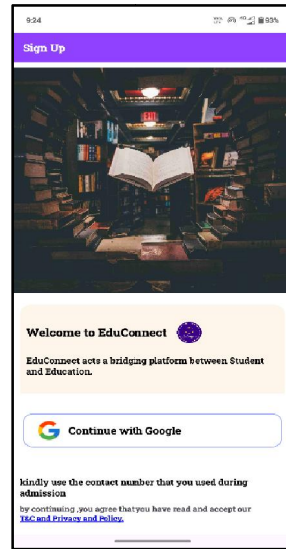 9:24
93%
Sign Up
Welcome to EduConnect
EduConnect acts a bridging platform between Student
and Education.
Continue with Google
kindly use the contact number that you used during
admission
by continuing ,you agree thatyou have read and accept our
T&C and Privacy and Policy.